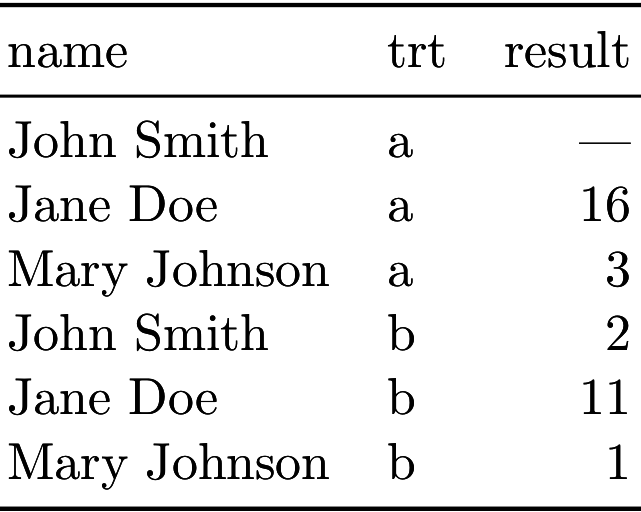 name trt result
John Smith a —
Jane Doe a 16
Mary Johnson a 3
John Smith b 2
Jane Doe b 11
Mary Johnson b 1